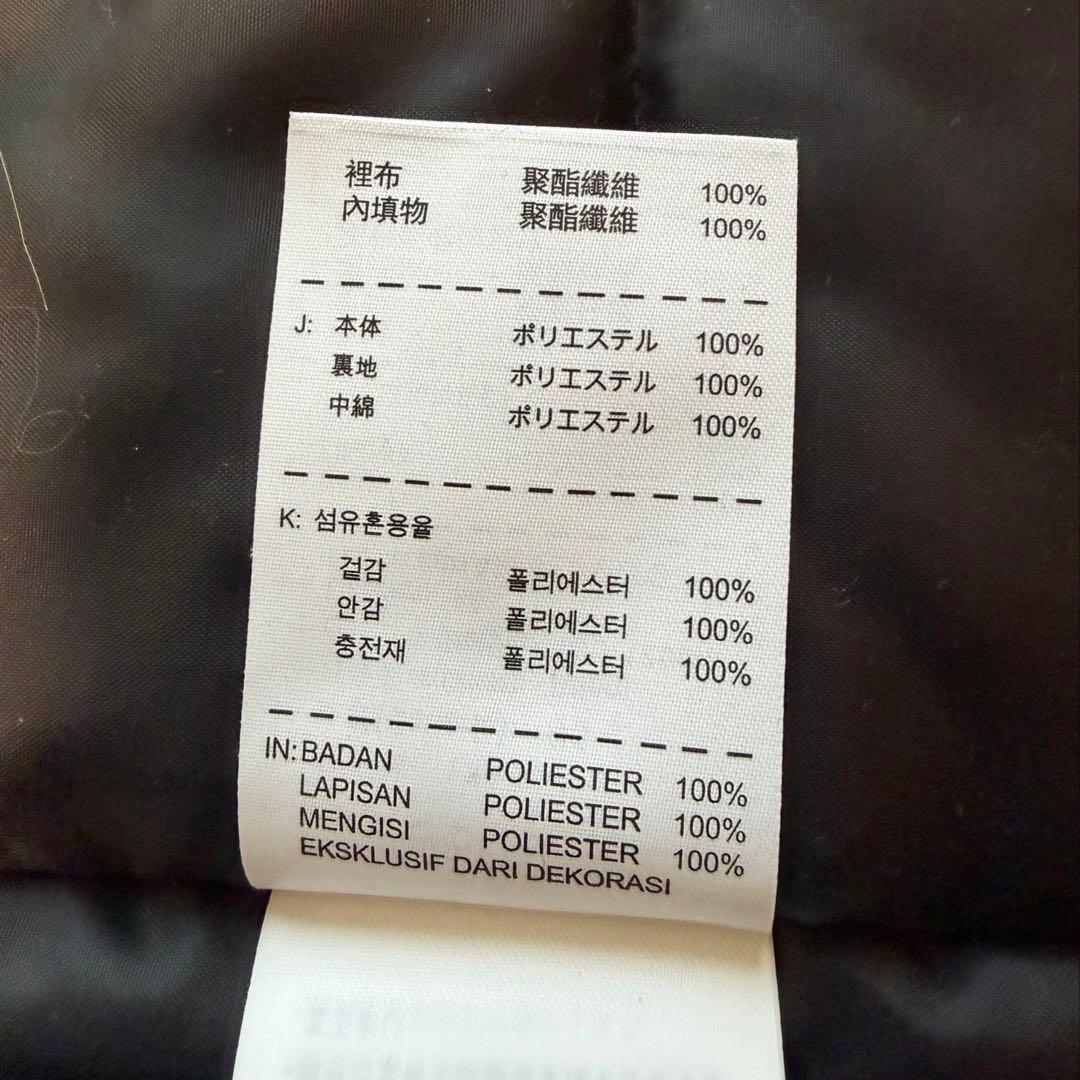 裡布 聚酯纖維 100%
內填物 聚酯纖維 100%
J: 本体 ポリエステル 100%
裏地 ポリエステル 100%
中綿 ポリエステル 100%
K: 섬유혼용율
겉감 폴리에스터 100%
안감 폴리에스터 100%
충전재 폴리에스터 100%
IN: BADAN POLIESTER 100%
LAPISAN POLIESTER 100%
MENGISI POLIESTER 100%
EKSKLUSIF DARI DEKORASI